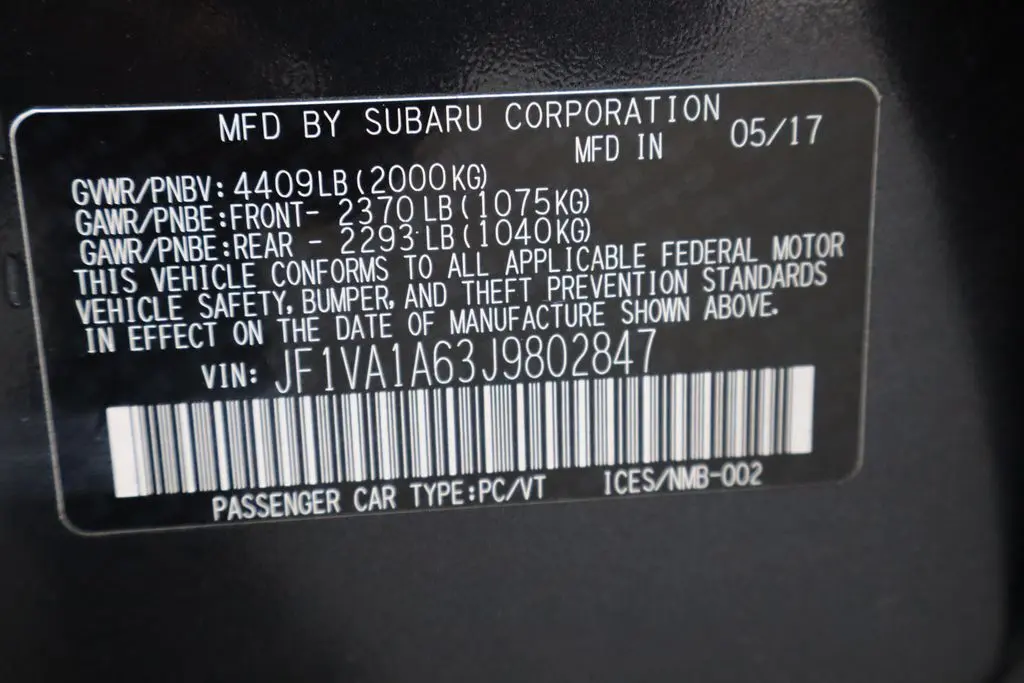 MFD BY SUBARU CORPORATION
MFD IN 05/17
GVWR/PNBV: 4409LB(2000KG)
GAWR/PNBE:FRONT- 2370LB(1075KG)
GAWR/PNBE:REAR - 2293LB(1040KG)
THIS VEHICLE CONFORMS TO ALL APPLICABLE FEDERAL MOTOR
VEHICLE SAFETY, BUMPER, AND THEFT PREVENTION STANDARDS
IN EFFECT ON THE DATE OF MANUFACTURE SHOWN ABOVE.
VIN: JF1VA1A63J9802847
PASSENGER CAR TYPE:PC/VT ICES/NMB-002